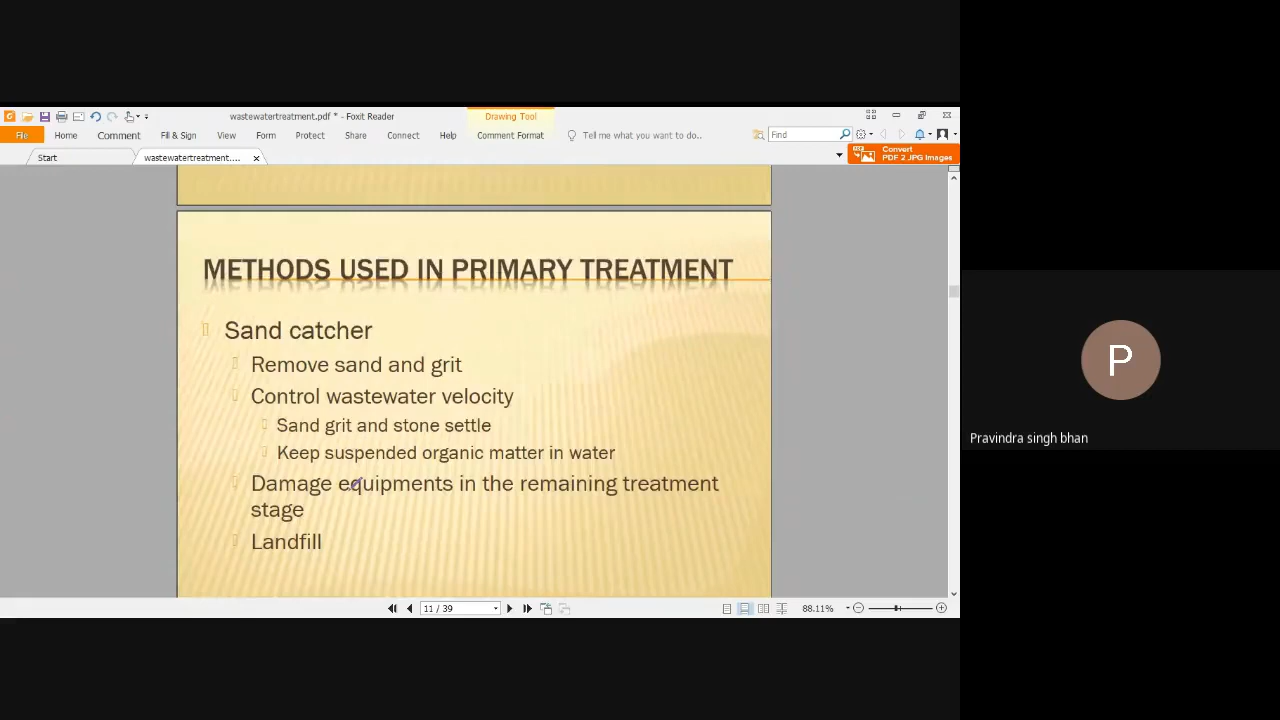 wastewatertreatment.pdf * - Foxit Reader
Drawing Tool
File Home Comment Fill & Sign View Form Protect Share Connect Help Comment Format Tell me what you want to do.. Find
Start wastewatertreatment....
Convert
PDF 2 JPG Images
METHODS USED IN PRIMARY TREATMENT
Sand catcher
Remove sand and grit
Control wastewater velocity
Sand grit and stone settle
Keep suspended organic matter in water
Damage equipments in the remaining treatment
stage
Landfill
11 / 39
88.11%
P
Pravindra singh bhan